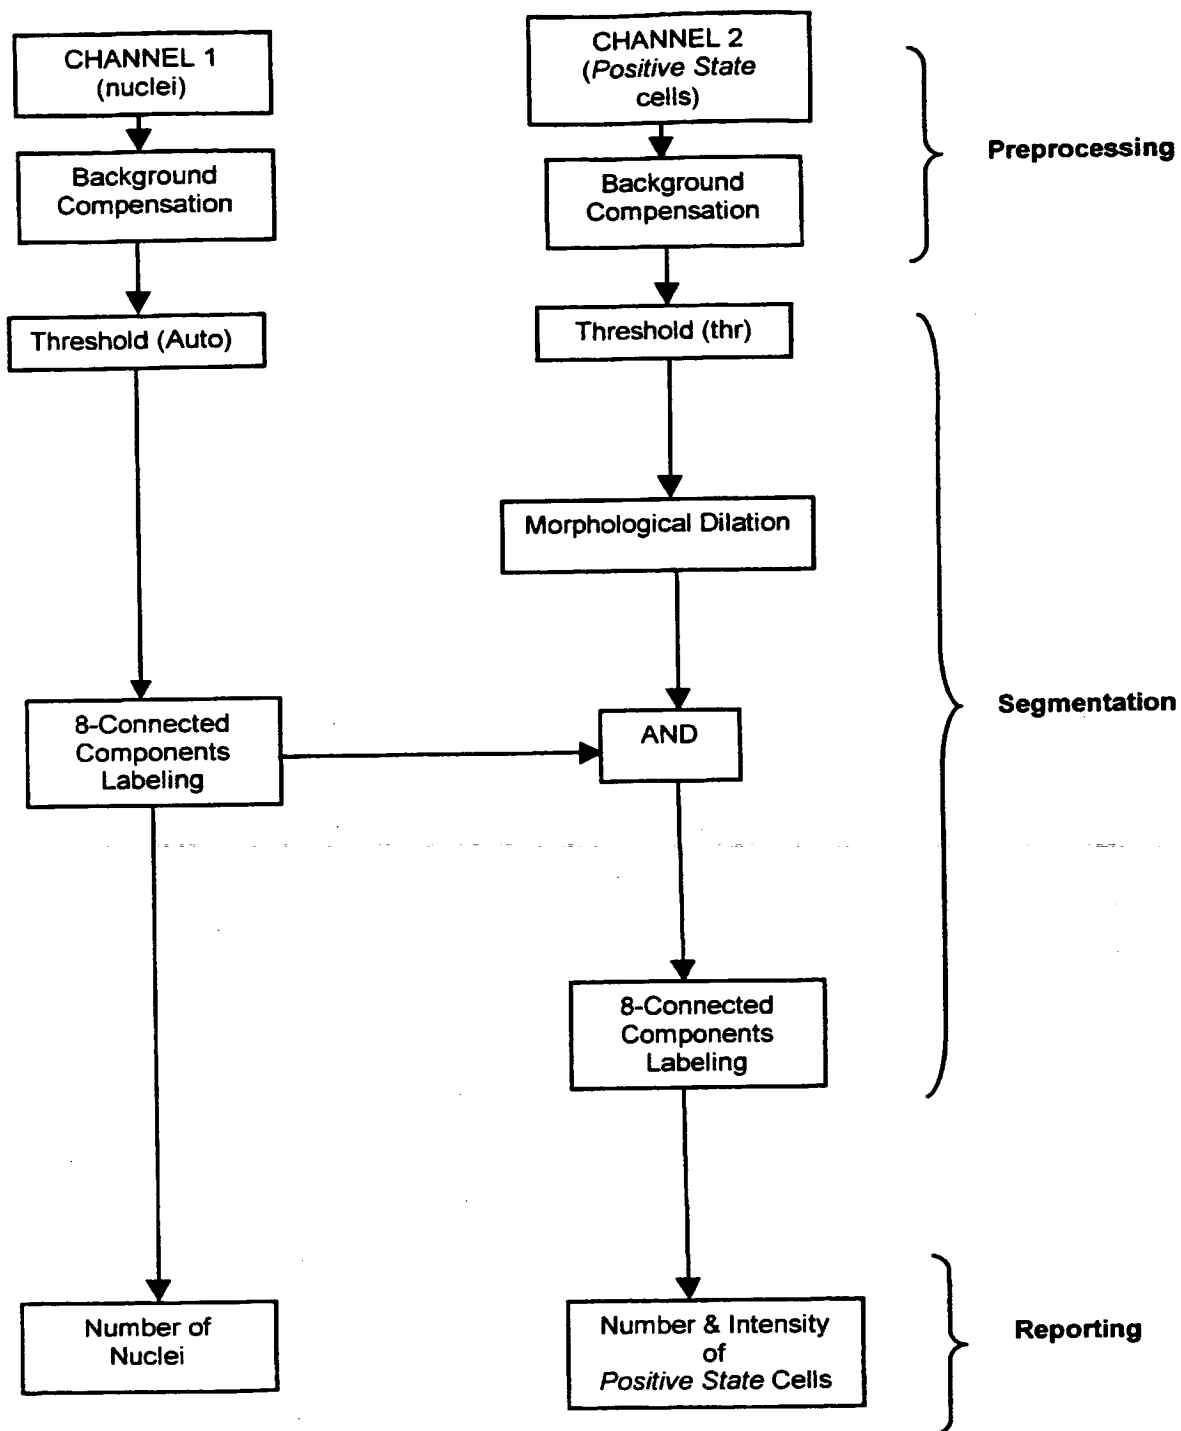 CHANNEL 1
(nuclei)
CHANNEL 2
(Positive State
cells)
Background
Compensation
Background
Compensation
Preprocessing
Threshold (Auto)
Threshold (thr)
Morphological Dilation
8-Connected
Components
Labeling
AND
Segmentation
8-Connected
Components
Labeling
Number of
Nuclei
Number & Intensity
of
Positive State Cells
Reporting